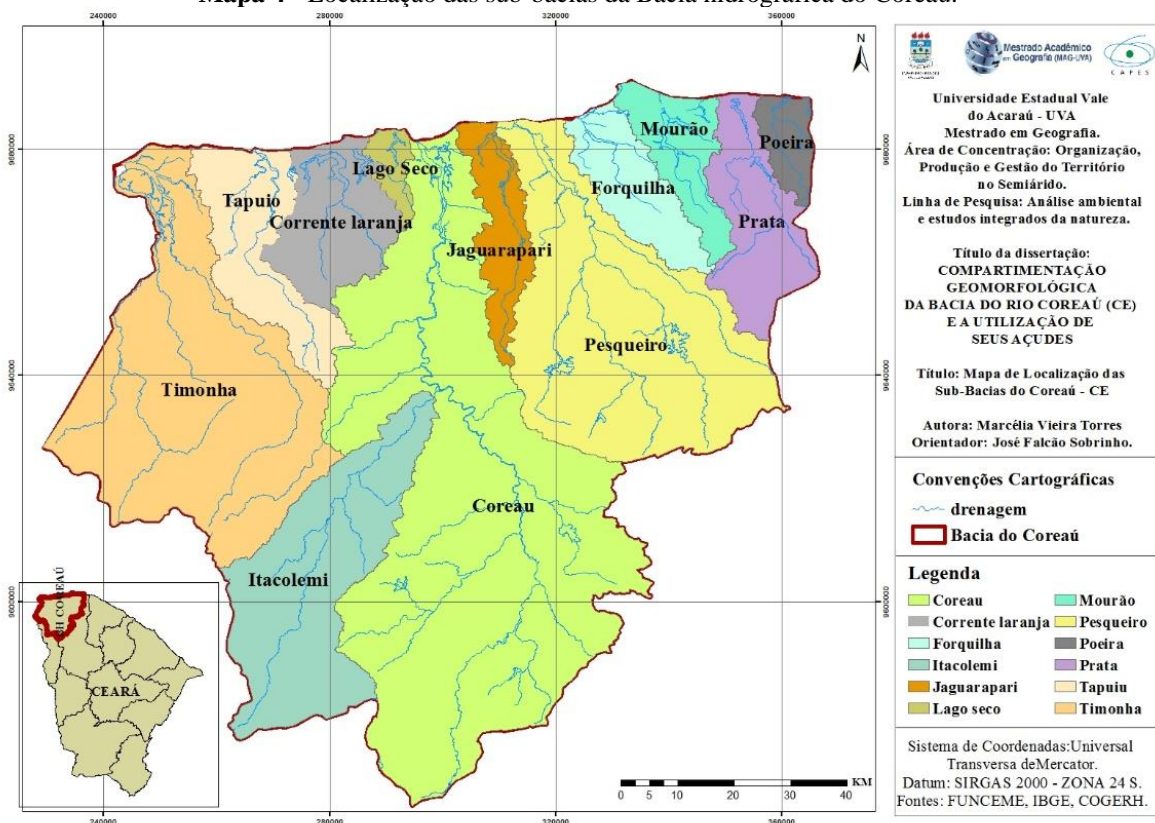 Mapa 4 - Localização das sub-bacias da Bacia hidrográfica do Coreaú.
240000
320000
360000
N
9680000
9640000
9600000
Timonha
Tapuio
Corrente laranja
Lago Seco
Jaguarapari
Pesqueiro
Forquilha
Mourão
Prata
Poeira
Coreau
Itacolemi
CEARÁ
0 5 10 20 30 40
KM
240000
280000
320000
360000
9680000
9640000
9600000
Mestrado Acadêmico
em Geografia (MAG-UVA)
CAPES
Universidade Estadual Vale
do Acaraú - UVA
Mestrado em Geografia.
Área de Concentração: Organização,
Produção e Gestão do Território
no Semiárido.
Linha de Pesquisa: Análise ambiental
e estudos integrados da natureza.
Título da dissertação:
COMPARTIMENTAÇÃO
GEOMORFOLÓGICA
DA BACIA DO RIO COREAÚ (CE)
E A UTILIZAÇÃO DE
SEUS AÇUDES
Título: Mapa de Localização das
Sub-Bacias do Coreaú - CE
Autora: Marcélia Vieira Torres
Orientador: José Falcão Sobrinho.
Convenções Cartográficas
drenagem
Bacia do Coreaú
Legenda
Coreau
Corrente laranja
Forquilha
Itacolemi
Jaguarapari
Lago seco
Mourão
Pesqueiro
Poeira
Prata
Tapuiu
Timonha
Sistema de Coordenadas:Universal
Transversa deMercator.
Datum: SIRGAS 2000 - ZONA 24 S.
Fontes: FUNCEME, IBGE, COGERH.